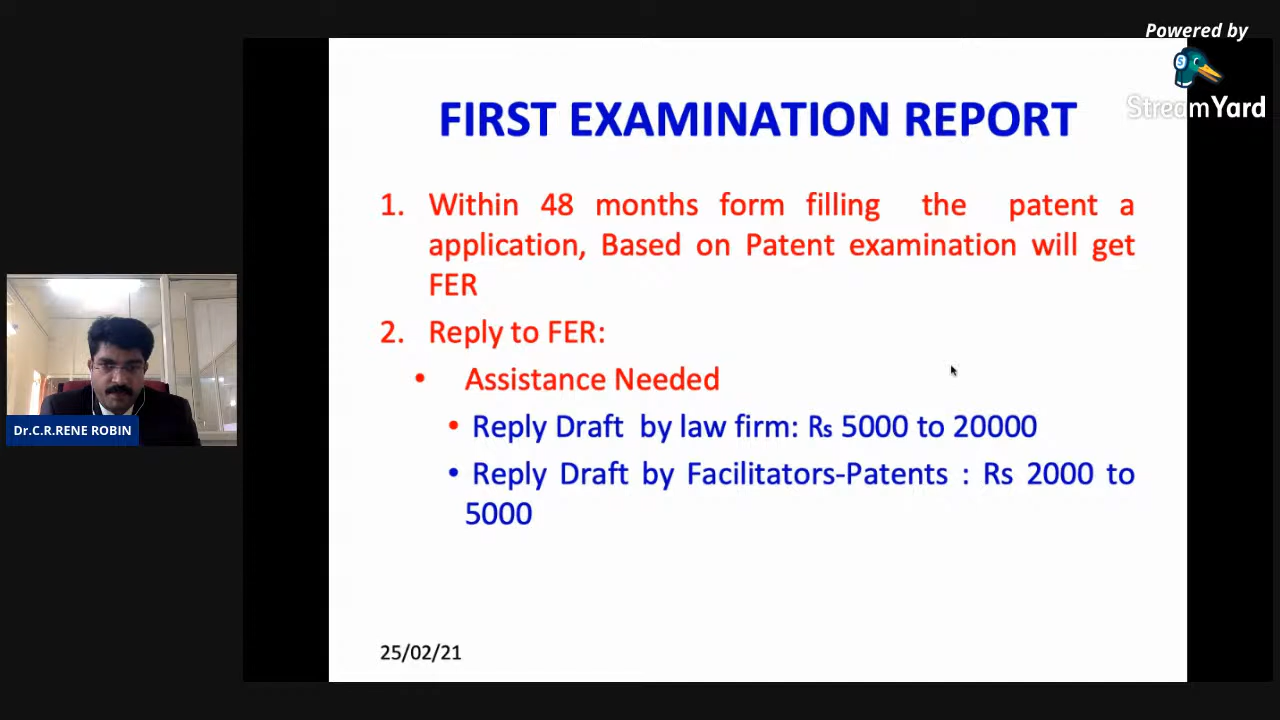 Powered by
S
StreamYard
FIRST EXAMINATION REPORT
1. Within 48 months form filling the patent a
application, Based on Patent examination will get
FER
2. Reply to FER:
• Assistance Needed
• Reply Draft by law firm: ₨ 5000 to 20000
• Reply Draft by Facilitators-Patents : Rs 2000 to
5000
Dr.C.R.RENE ROBIN
25/02/21